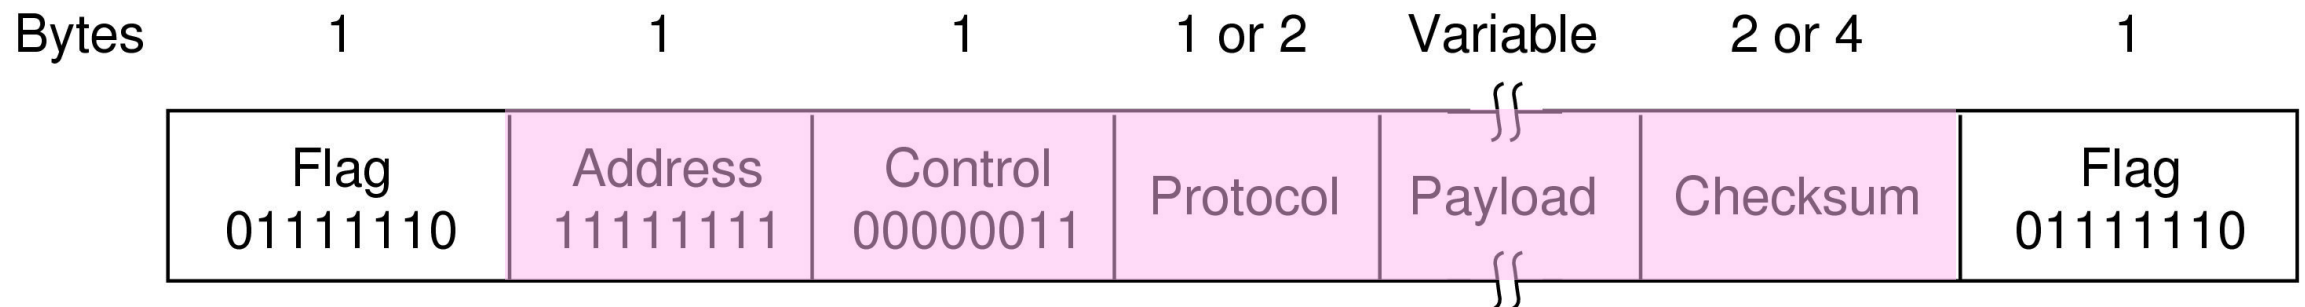 Bytes 1 1 1 1 or 2 Variable 2 or 4 1
Flag Address Control Protocol Payload Checksum Flag
01111110 11111111 00000011 01111110